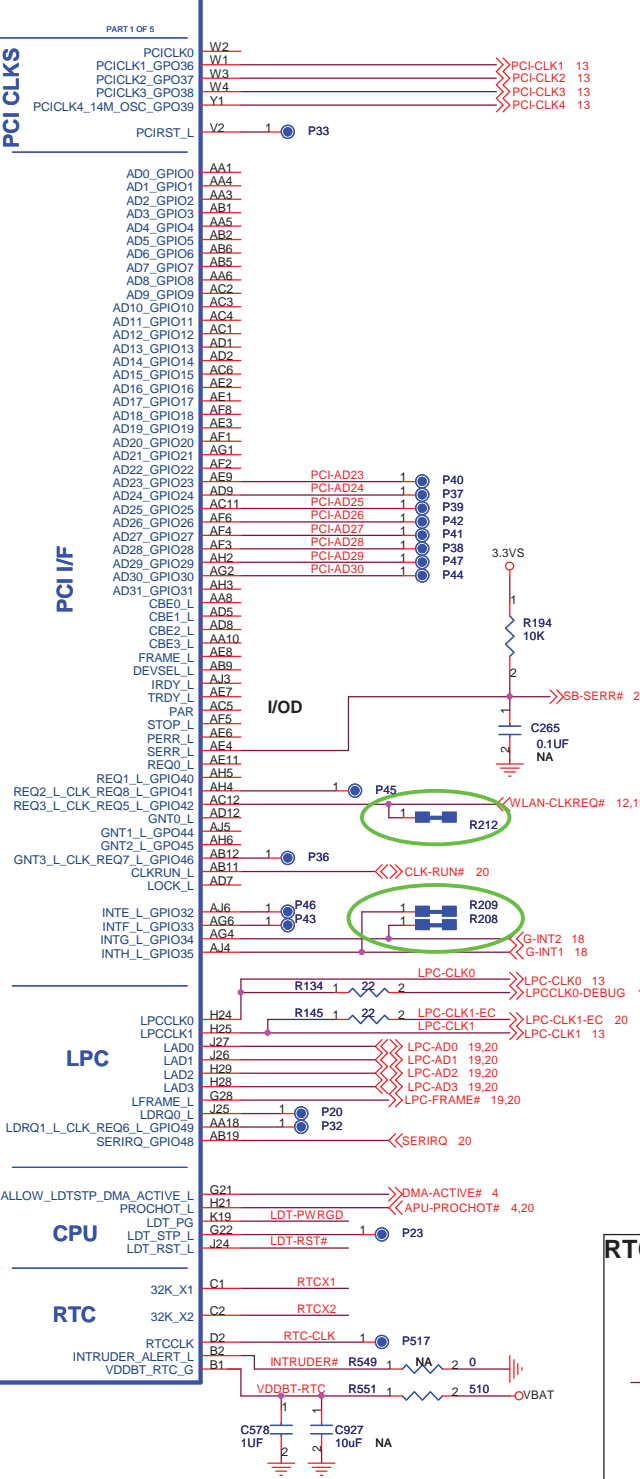 PART 1 OF 5
PCI CLKS
PCICLK0 W2
PCICLK1_GPO36 W1 PCI-CLK1 13
PCICLK2_GPO37 W3 PCI-CLK2 13
PCICLK3_GPO38 W4 PCI-CLK3 13
PCICLK4_14M_OSC_GPO39 Y1 PCI-CLK4 13
PCIRST_L V2 1 P33
PCI I/F
AD0_GPIO0 AA1
AD1_GPIO1 AA4
AD2_GPIO2 AA3
AD3_GPIO3 AB1
AD4_GPIO4 AA5
AD5_GPIO5 AB2
AD6_GPIO6 AB6
AD7_GPIO7 AB5
AD8_GPIO8 AA6
AD9_GPIO9 AC2
AD10_GPIO10 AC3
AD11_GPIO11 AC4
AD12_GPIO12 AC1
AD13_GPIO13 AD1
AD14_GPIO14 AD2
AD15_GPIO15 AC6
AD16_GPIO16 AE2
AD17_GPIO17 AE1
AD18_GPIO18 AF8
AD19_GPIO19 AE3
AD20_GPIO20 AF1
AD21_GPIO21 AG1
AD22_GPIO22 AF2
AD23_GPIO23 AE9 PCI-AD23 1 P40
AD24_GPIO24 AD9 PCI-AD24 1 P37
AD25_GPIO25 AC11 PCI-AD25 1 P39
AD26_GPIO26 AF6 PCI-AD26 1 P42
AD27_GPIO27 AF4 PCI-AD27 1 P41
AD28_GPIO28 AF3 PCI-AD28 1 P38
AD29_GPIO29 AH2 PCI-AD29 1 P47
AD30_GPIO30 AG2 PCI-AD30 1 P44
AD31_GPIO31 AH3
CBE0_L AA8
CBE1_L AD5
CBE2_L AD8
CBE3_L AA10
FRAME_L AE8
DEVSEL_L AB9
IRDY_L AJ3
TRDY_L AE7
PAR AC5
STOP_L AF5
PERR_L AE6
SERR_L AE4
REQ0_L AE11
REQ1_L_GPIO40 AH5
REQ2_L_CLK_REQ8_L_GPIO41 AH4 1 P45
REQ3_L_CLK_REQ5_L_GPIO42 AC12 WLAN-CLKREQ# 12,1
GNT0_L AD12
GNT1_L_GPO44 AJ5
GNT2_L_GPO45 AH6
GNT3_L_CLK_REQ7_L_GPIO46 AB12 1 P36
CLKRUN_L AB11 CLK-RUN# 20
LOCK_L AD7
INTE_L_GPIO32 AJ6 1 P46
INTF_L_GPIO33 AG6 1 P43
INTG_L_GPIO34 AG4 G-INT2 18
INTH_L_GPIO35 AJ4 G-INT1 18
I/OD
3.3VS
1
R194
10K
2
SB-SERR# 2
1
C265
2
0.1UF
NA
1 R212
1 R209
1 R208
LPC
LPC-CLK0 LPC-CLK0 13
R134 1 22 2 LPCCLK0-DEBUG
R145 1 22 2 LPC-CLK1-EC LPC-CLK1-EC 20
LPC-CLK1 LPC-CLK1 13
LPCCLK0 H24
LPCCLK1 H25
LAD0 J27 LPC-AD0 19,20
LAD1 J26 LPC-AD1 19,20
LAD2 H29 LPC-AD2 19,20
LAD3 H28 LPC-AD3 19,20
LFRAME_L G28 LPC-FRAME# 19,20
LDRQ0_L J25 1 P20
LDRQ1_L_CLK_REQ6_L_GPIO49 AA18 1 P32
SERIRQ_GPIO48 AB19 SERIRQ 20
CPU
ALLOW_LDTSTP_DMA_ACTIVE_L G21 DMA-ACTIVE# 4
PROCHOT_L H21 APU-PROCHOT# 4,20
LDT_PG K19 LDT-PWRGD
LDT_STP_L G22 1 P23
LDT_RST_L J24 LDT-RST#
RTC
32K_X1 C1 RTCX1
32K_X2 C2 RTCX2
RTCCLK D2 RTC-CLK 1 P517
INTRUDER_ALERT_L B2 INTRUDER# R549 1 NA 2 0
VDDBT_RTC_G B1 VDDBT-RTC R551 1 2 510 VBAT
1 1
C578 C927
1UF 10uF NA
2 2
RT